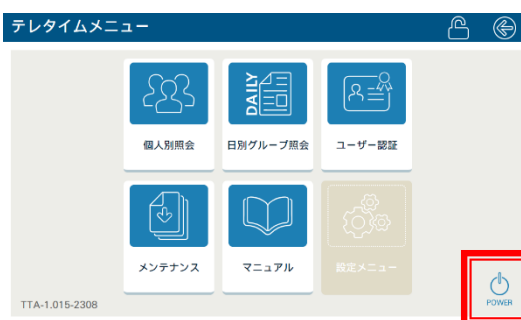 テレタイムメニュー
DAILY
個人別照会
日別グループ照会
ユーザー認証
メンテナンス
マニュアル
設定メニュー
POWER
TTA-1.015-2308